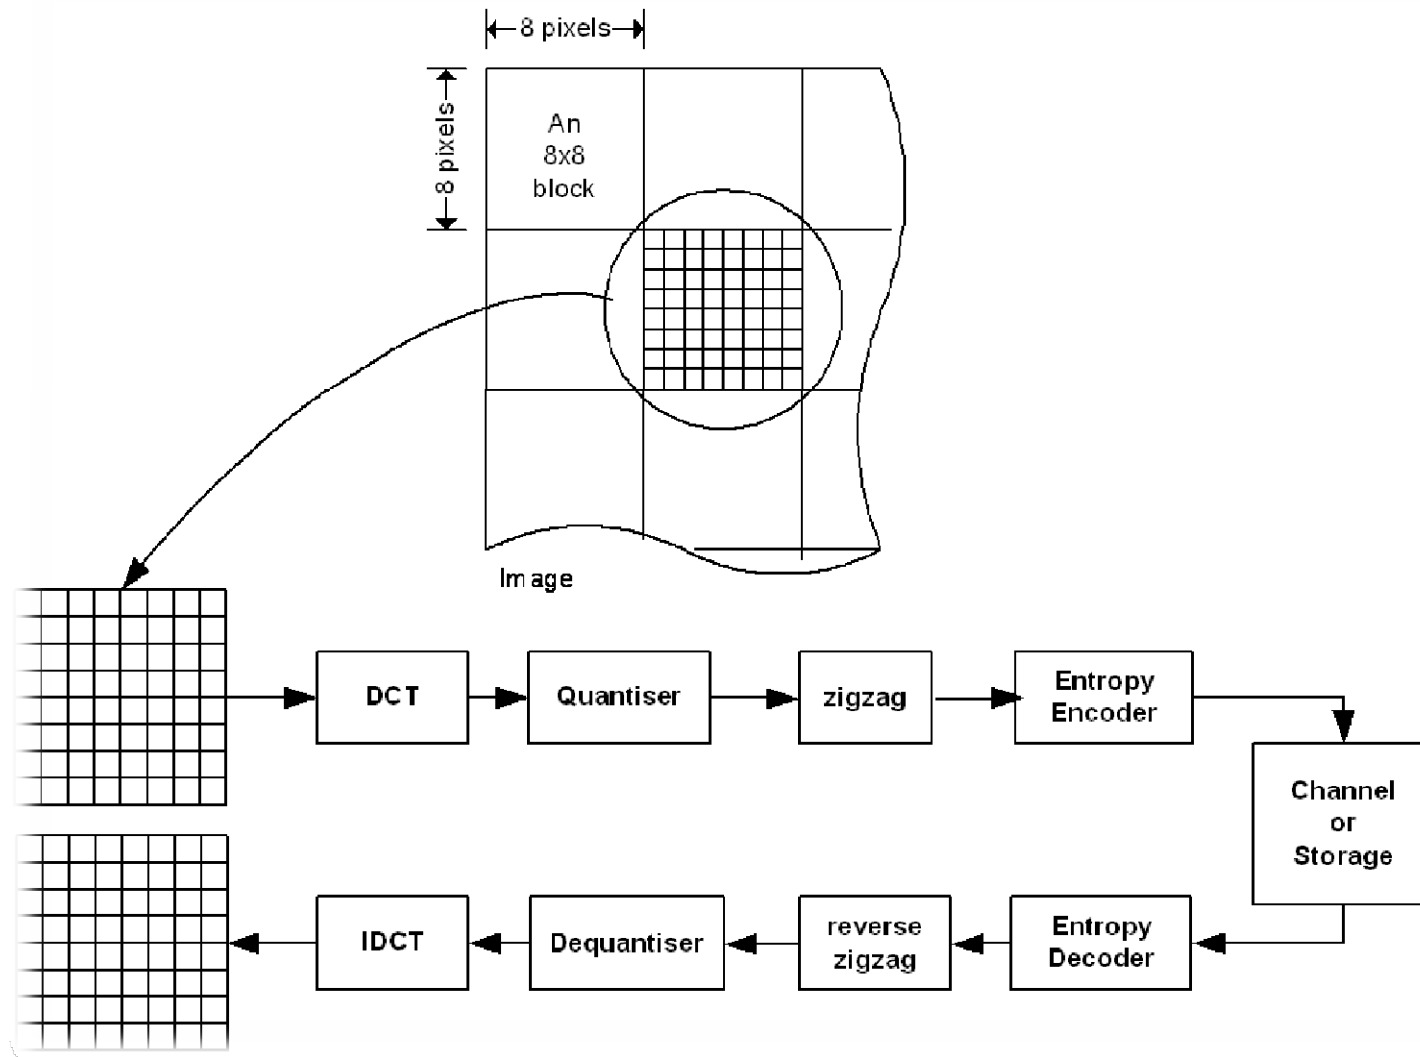 8 pixels
8 pixels
An
8x8
block
Image
DCT
Quantiser
zigzag
Entropy
Encoder
Channel
or
Storage
IDCT
Dequantiser
reverse
zigzag
Entropy
Decoder